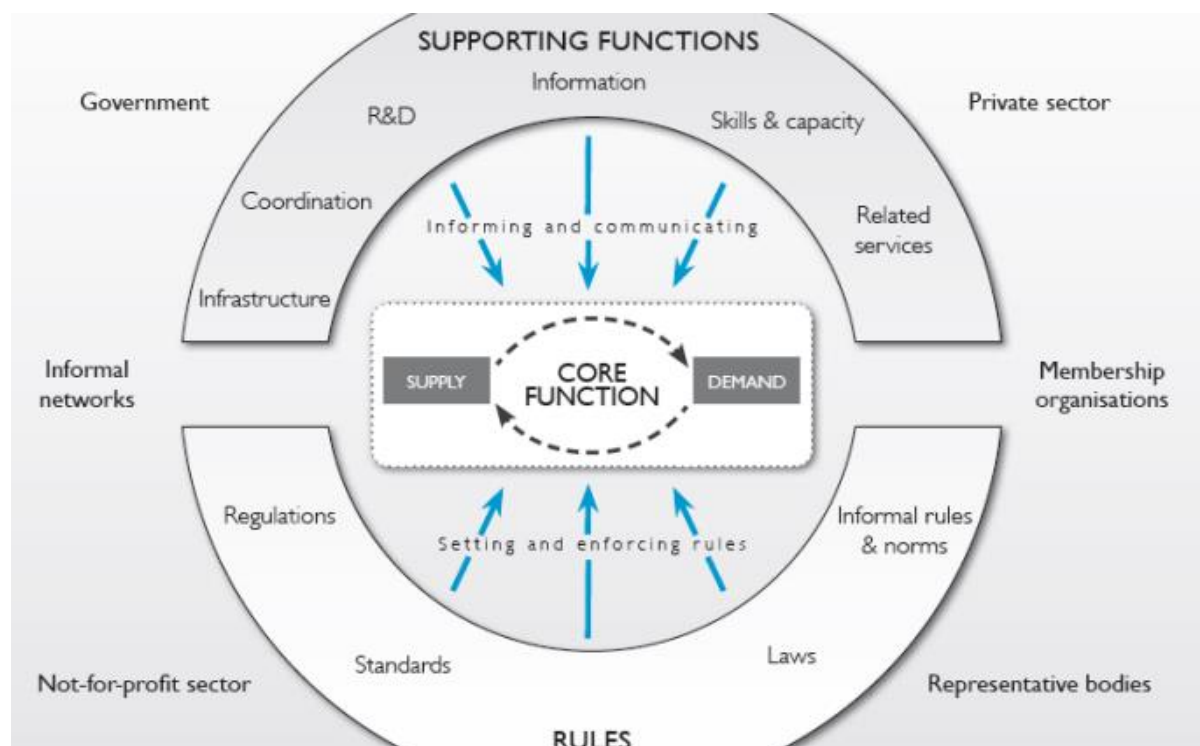 SUPPORTING FUNCTIONS
Information
Government
Private sector
R&D
Skills & capacity
Coordination
Related
services
Informing and communicating
Infrastructure
Informal
networks
SUPPLY
CORE
FUNCTION
DEMAND
Membership
organisations
Regulations
Informal rules
& norms
Setting and enforcing rules
Standards
Laws
Not-for-profit sector
Representative bodies
RULES